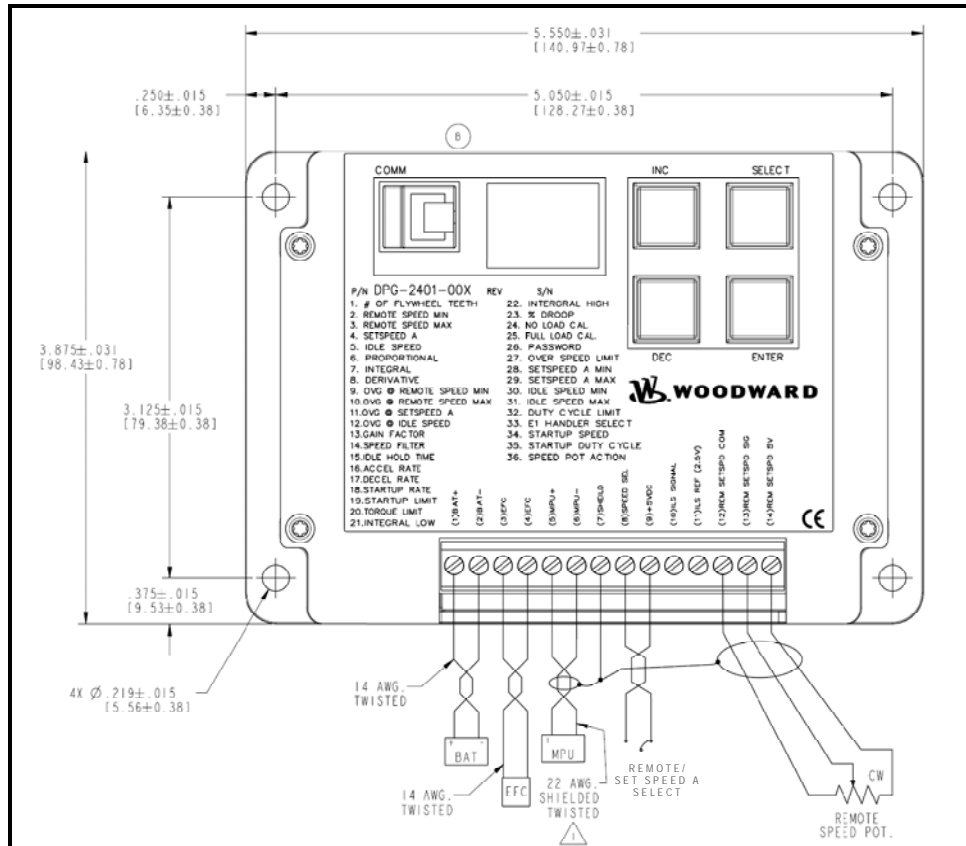 5.550±.031
[140.97±0.78]
.250±.015
[6.35±0.38]
5.050±.015
[128.27±0.38]
B
COMM
INC
SELECT
3.875±.031
[98.43±0.78]
3.125±.015
[79.38±0.38]
P/N DPG-2401-00X REV S/N
1. # OF FLYWHEEL TEETH
2. REMOTE SPEED MIN
3. REMOTE SPEED MAX
4. SETSPEED A
5. IDLE SPEED
6. PROPORTIONAL
7. INTEGRAL
8. DERIVATIVE
9. OVG @ REMOTE SPEED MIN
10. OVG @ REMOTE SPEED MAX
11. OVG @ SETSPEED A
12. OVG @ IDLE SPEED
13. GAIN FACTOR
14. SPEED FILTER
15. IDLE HOLD TIME
16. ACCEL RATE
17. DECEL RATE
18. STARTUP RATE
19. STARTUP LIMIT
20. TORQUE LIMIT
21. INTEGRAL LOW
22. INTERGRAL HIGH
23. % DROOP
24. NO LOAD CAL.
25. FULL LOAD CAL.
26. PASSWORD
27. OVER SPEED LIMIT
28. SETSPEED A MIN
29. SETSPEED A MAX
30. IDLE SPEED MIN
31. IDLE SPEED MAX
32. DUTY CYCLE LIMIT
33. E1 HANDLER SELECT
34. STARTUP SPEED
35. STARTUP DUTY CYCLE
36. SPEED POT ACTION
DEC
ENTER
WOODWARD
(1)BAT+
(2)BAT-
(3)EFC
(4)EFC
(5)MPU+
(6)MPU-
(7)SHEILD
(8)SPEED SEL
(9)+5VDC
(10)ILS SIGNAL
(11)ILS REF (2.5V)
(12)REM SETSPD COM
(13)REM SETSPD SIG
(14)REM SETSPD 5V
CE
.375±.015
[9.53±0.38]
4X Ø.219±.015
[5.56±0.38]
14 AWG.
TWISTED
+ -
BAT
14 AWG.
TWISTED
EFC
MPU
22 AWG.
SHIELDED
TWISTED
1
REMOTE/
SET SPEED A
SELECT
CW
REMOTE
SPEED POT.